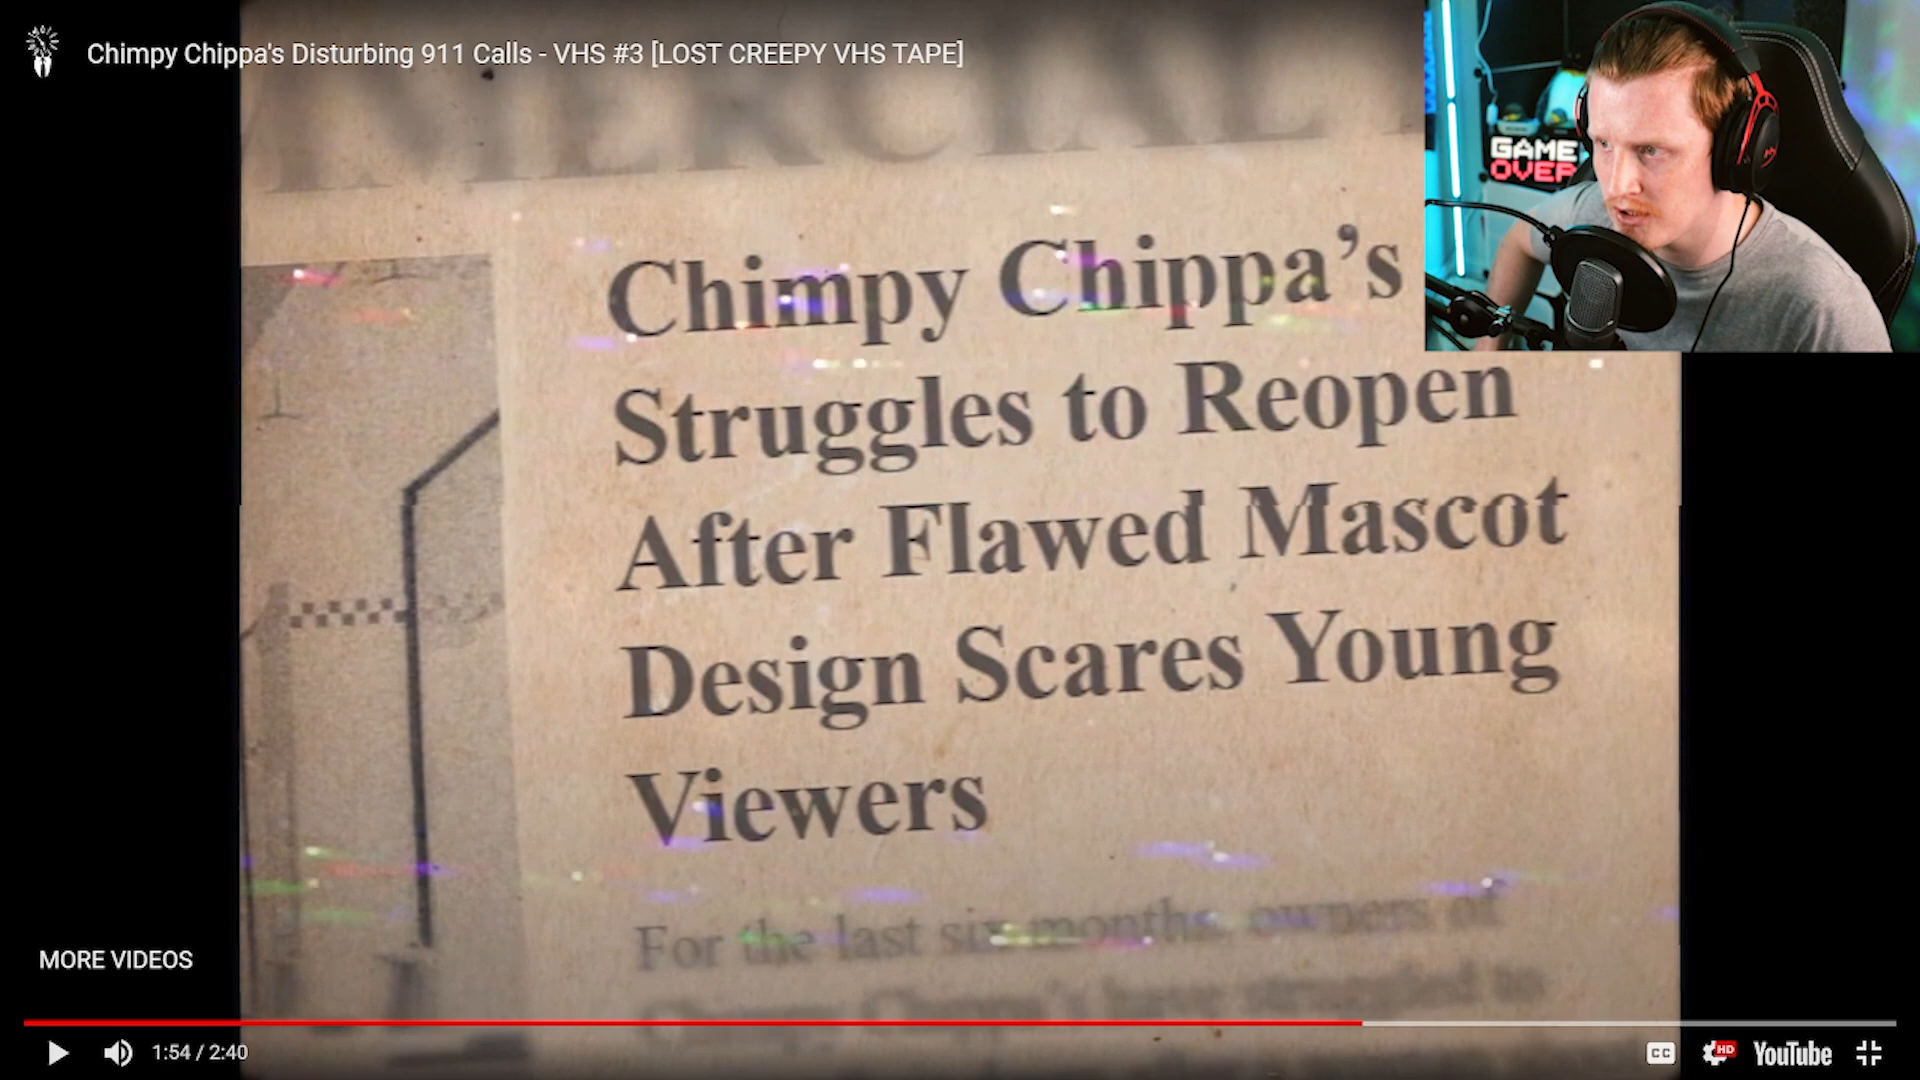 Chimpy Chippa's Disturbing 911 Calls - VHS #3 [LOST CREEPY VHS TAPE]
MERCIAL
GAME
OVER
Chimpy Chippa’s
Struggles to Reopen
After Flawed Mascot
Design Scares Young
Viewers
For the last six months, owners of
MORE VIDEOS
1:54 / 2:40
CC
HD
YouTube